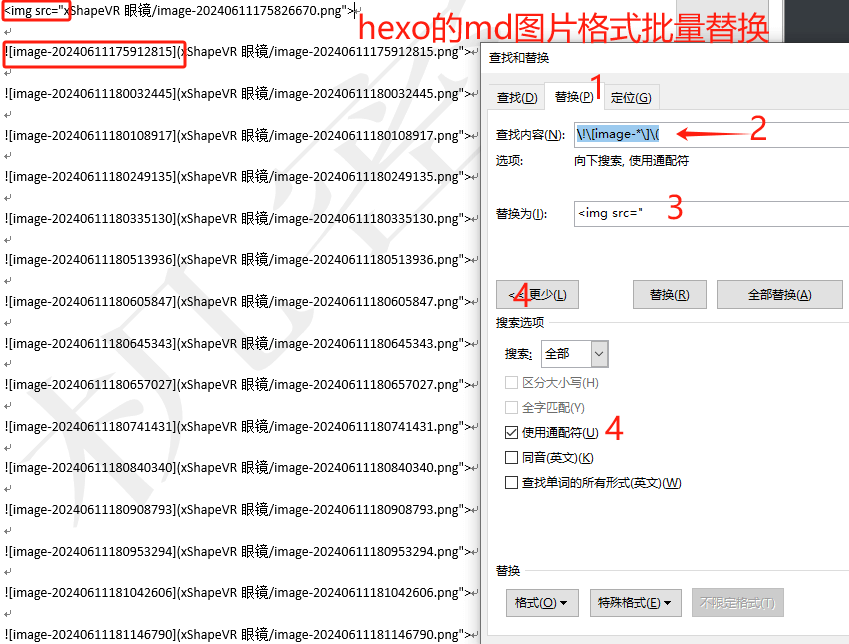 <img src="xShapeVR 眼镜/image-20240611175826670.png">
hexo的md图片格式批量替换
![image-20240611175912815](xShapeVR 眼镜/image-20240611175912815.png">
![image-20240611180032445](xShapeVR 眼镜/image-20240611180032445.png">
![image-20240611180108917](xShapeVR 眼镜/image-20240611180108917.png">
![image-20240611180249135](xShapeVR 眼镜/image-20240611180249135.png">
![image-20240611180335130](xShapeVR 眼镜/image-20240611180335130.png">
![image-20240611180513936](xShapeVR 眼镜/image-20240611180513936.png">
![image-20240611180605847](xShapeVR 眼镜/image-20240611180605847.png">
![image-20240611180645343](xShapeVR 眼镜/image-20240611180645343.png">
![image-20240611180657027](xShapeVR 眼镜/image-20240611180657027.png">
![image-20240611180741431](xShapeVR 眼镜/image-20240611180741431.png">
![image-20240611180840340](xShapeVR 眼镜/image-20240611180840340.png">
![image-20240611180908793](xShapeVR 眼镜/image-20240611180908793.png">
![image-20240611180953294](xShapeVR 眼镜/image-20240611180953294.png">
![image-20240611181042606](xShapeVR 眼镜/image-20240611181042606.png">
![image-20240611181146790](xShapeVR 眼镜/image-20240611181146790.png">
查找和替换
查找(D) 替换(P) 1 定位(G)
查找内容(N): \!\[image-*\]\( 2
选项: 向下搜索, 使用通配符
替换为(I): <img src=" 3
<< 更少(L) 4 替换(R) 全部替换(A)
搜索选项
搜索: 全部
区分大小写(H)
全字匹配(Y)
使用通配符(U) 4
同音(英文)(K)
查找单词的所有形式(英文)(W)
替换
格式(O) 特殊格式(E) 不限定格式(T)